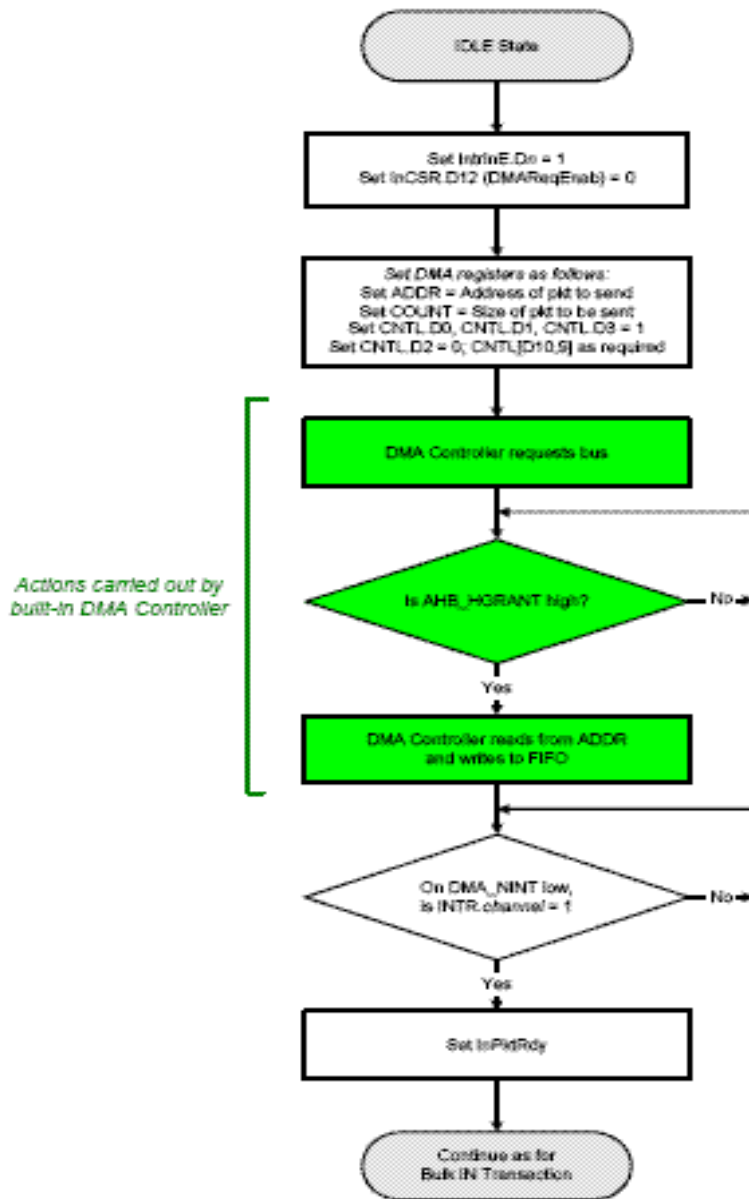 IDLE State
Set IntrInE.Dn = 1
Set InCSR.D12 (DMAReqEnab) = 0
Set DMA registers as follows:
Set ADDR = Address of pkt to send
Set COUNT = Size of pkt to be sent
Set CNTL.D0, CNTL.D1, CNTL.D3 = 1
Set CNTL.D2 = 0; CNTL[D10,9] as required
DMA Controller requests bus
Actions carried out by
built-in DMA Controller
Is AHB_HGRANT high?
No
Yes
DMA Controller reads from ADDR
and writes to FIFO
On DMA_NINT low,
is INTR.channel = 1
No
Yes
Set InPktRdy
Continue as for
Bulk IN Transaction